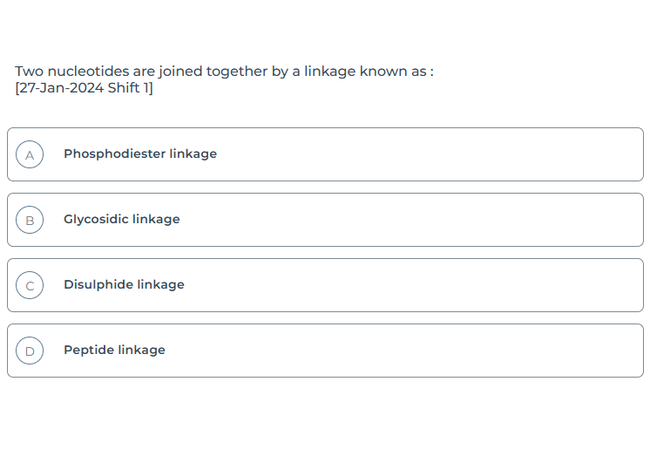 Two nucleotides are joined together by a linkage known as :
[27-Jan-2024 Shift 1]
A Phosphodiester linkage
B Glycosidic linkage
C Disulphide linkage
D Peptide linkage